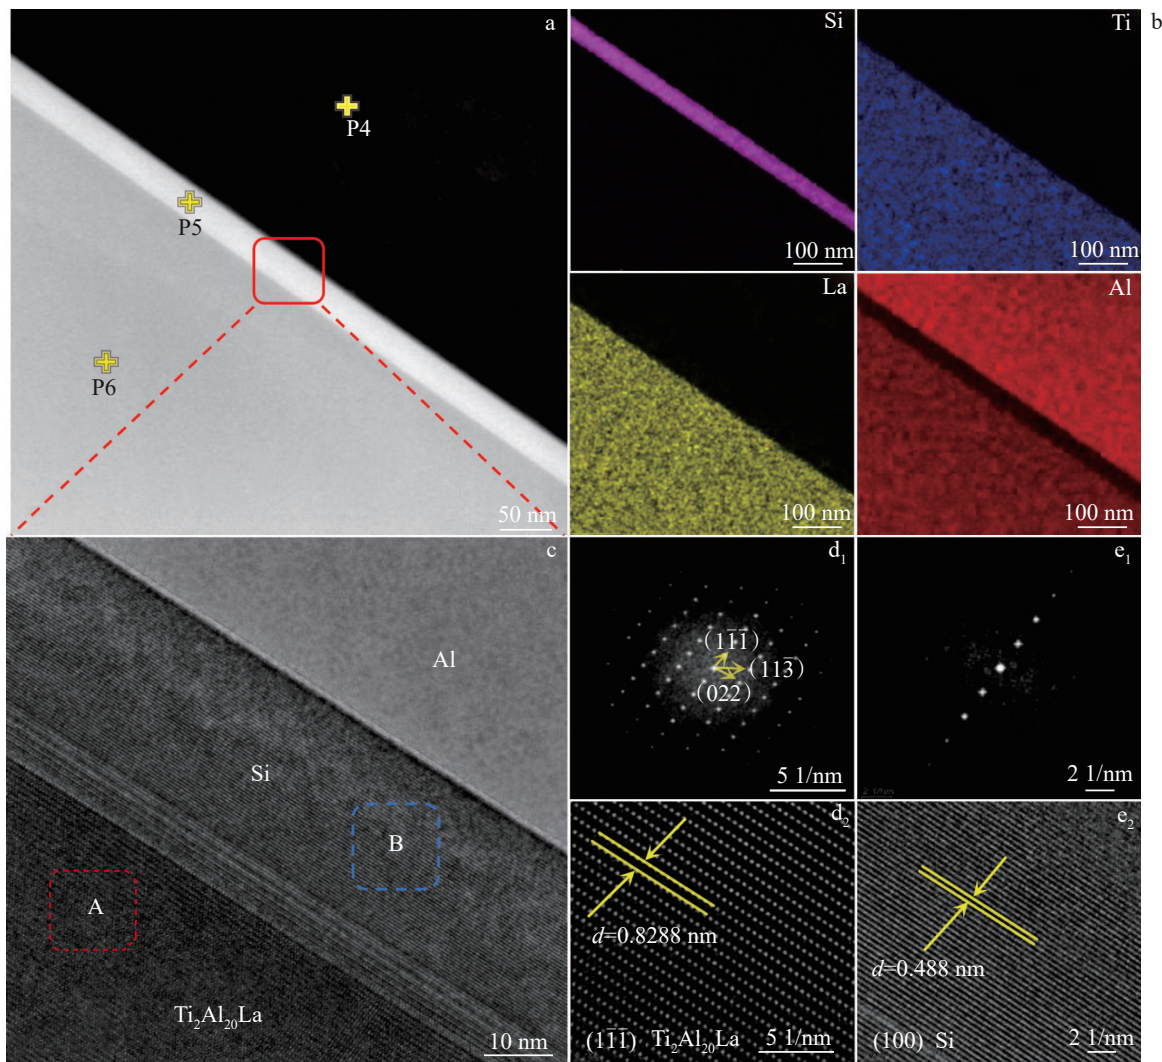 a
P4
P5
P6
50 nm
b
Si
100 nm
Ti
100 nm
La
100 nm
Al
100 nm
c
Al
Si
B
A
Ti₂Al₂₀La
10 nm
d₁
(11̄1̄)
(113̄)
(022)
5 1/nm
e₁
2 1/nm
d₂
d=0.8288 nm
(11̄1̄) Ti₂Al₂₀La
5 1/nm
e₂
d=0.488 nm
(100) Si
2 1/nm